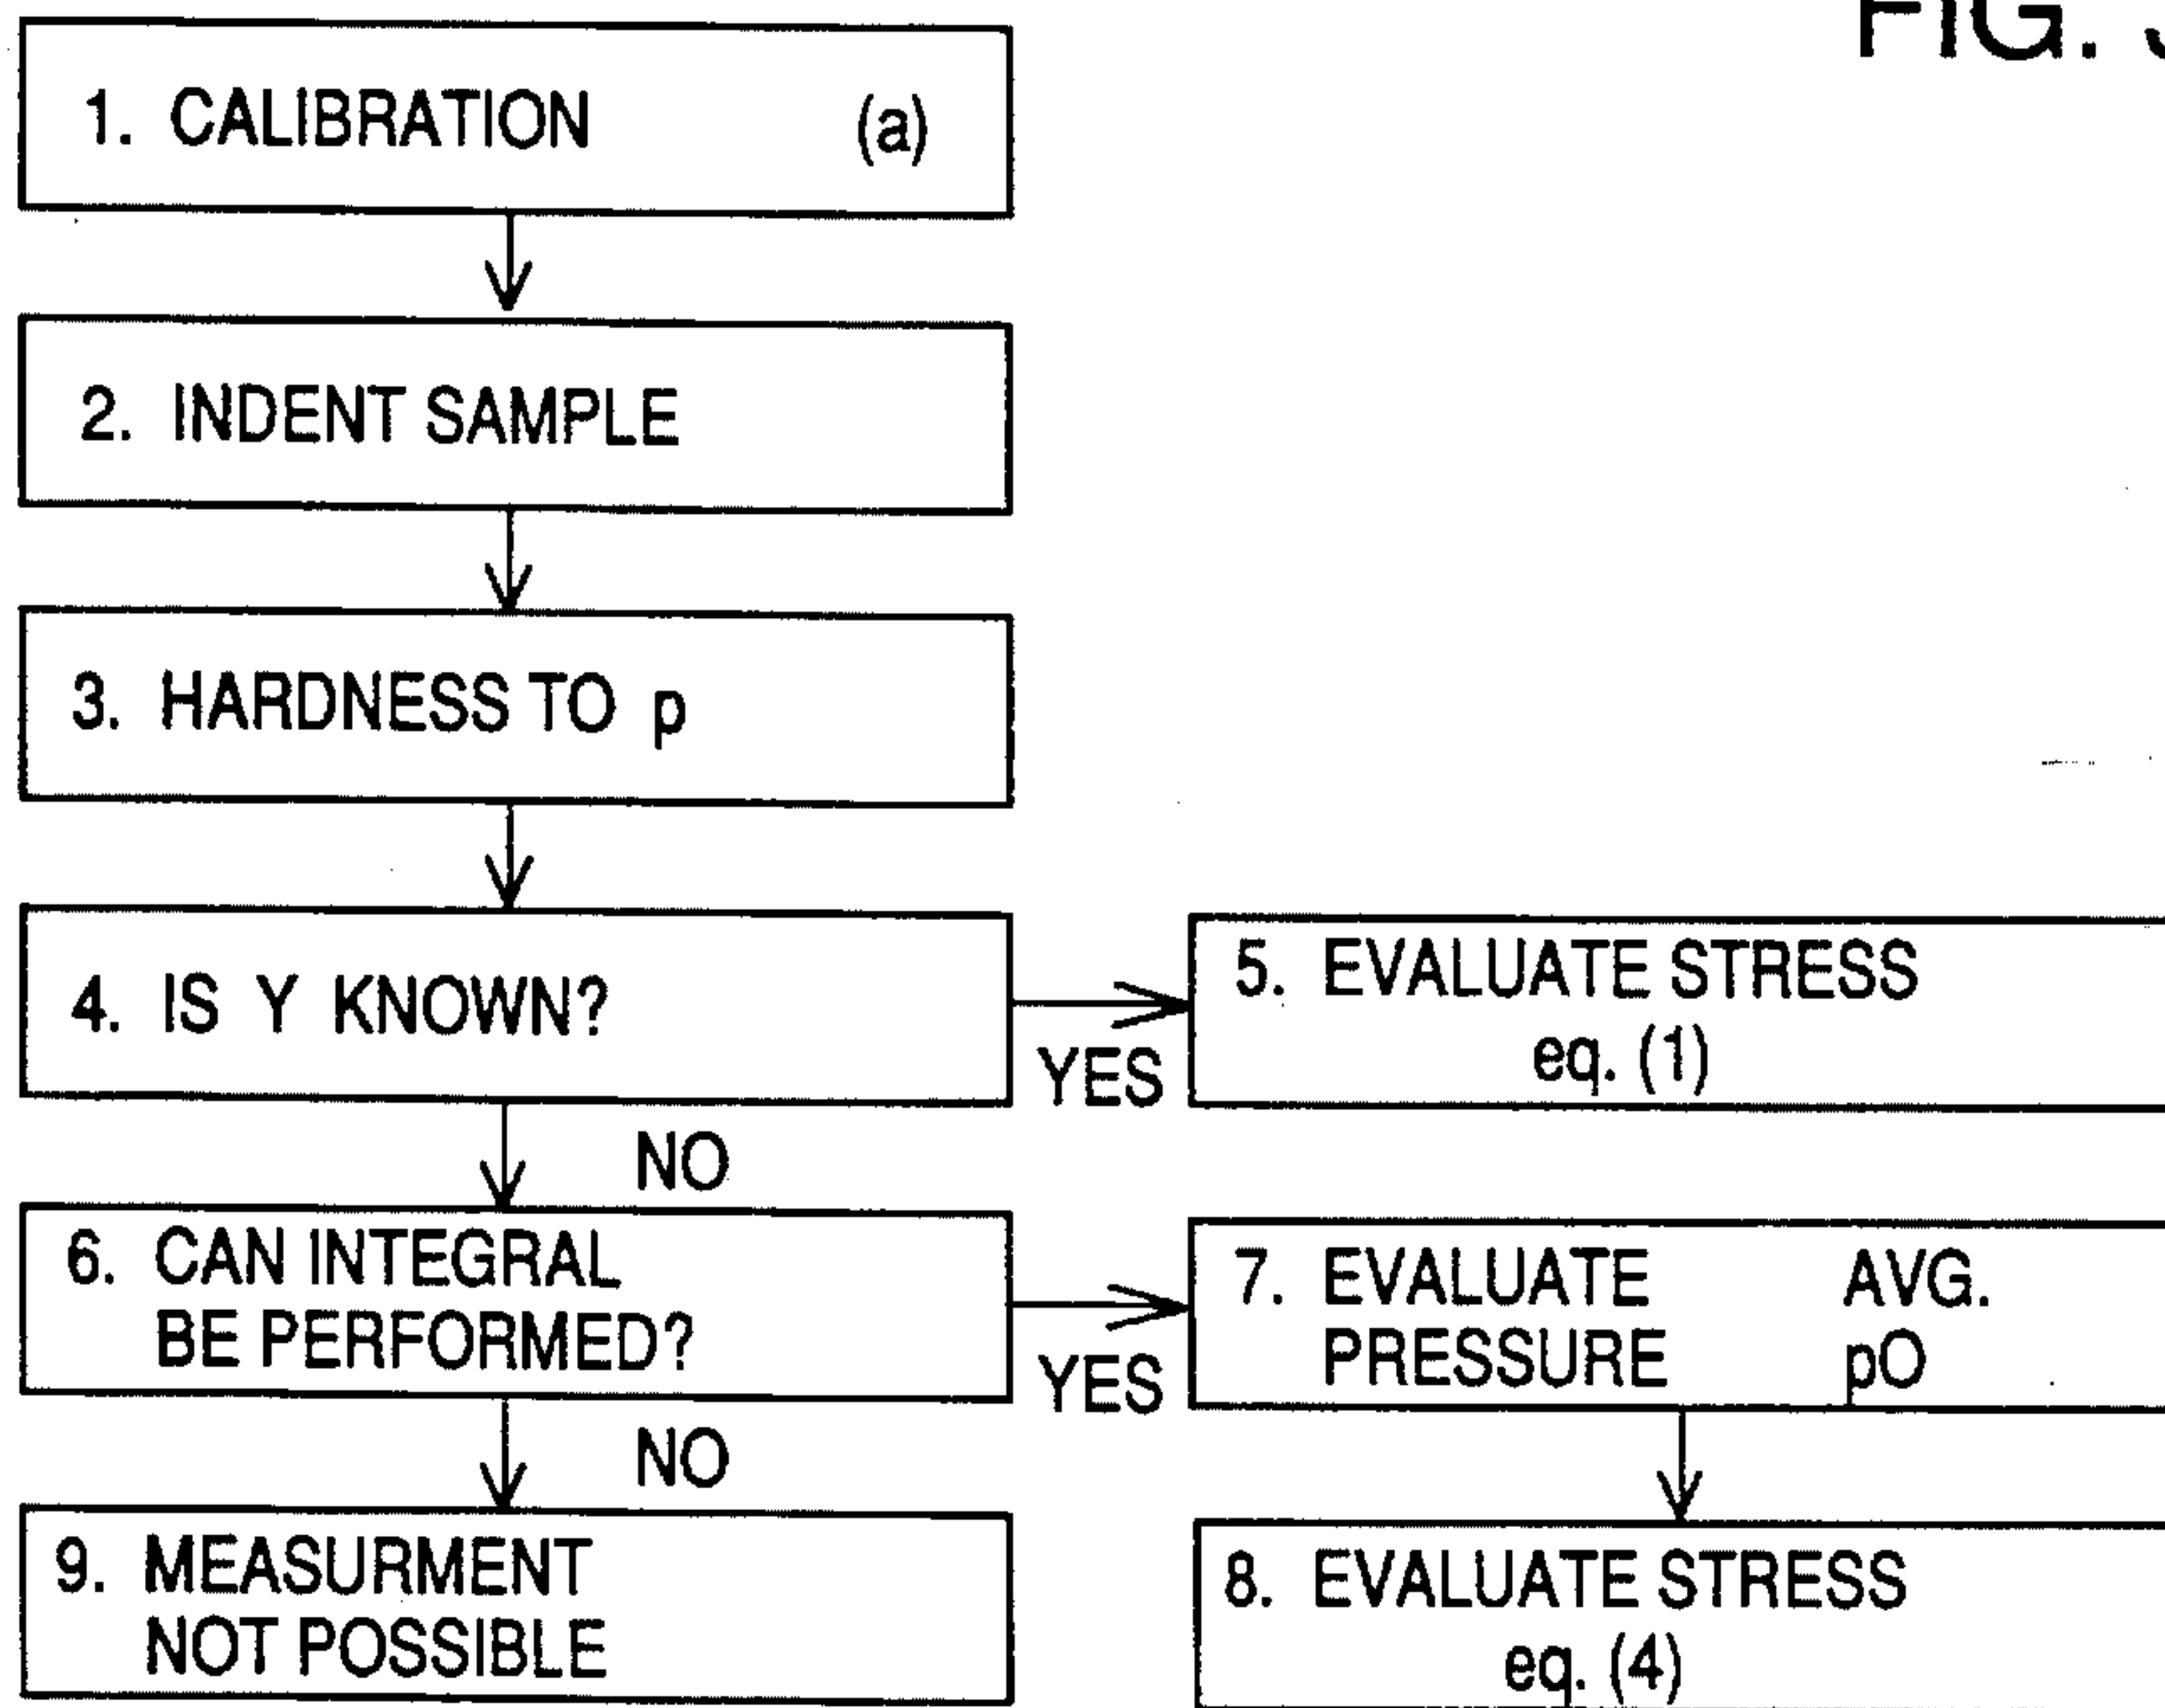 FIG.
1. CALIBRATION (a)
2. INDENT SAMPLE
3. HARDNESS TO p
4. IS Y KNOWN?
YES
5. EVALUATE STRESS
eq. (1)
NO
6. CAN INTEGRAL
BE PERFORMED?
YES
7. EVALUATE AVG.
PRESSURE pO
NO
8. EVALUATE STRESS
eq. (4)
9. MEASURMENT
NOT POSSIBLE